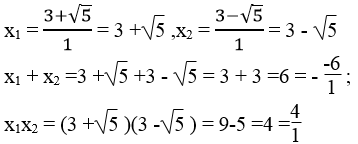 x₁ = (3+√5)/1 = 3 +√5 ,x₂ = (3−√5)/1 = 3 - √5
x₁ + x₂ =3 +√5 +3 - √5 = 3 + 3 =6 = - (-6)/1 ;
x₁x₂ = (3 +√5 )(3 -√5 ) = 9-5 =4 =4/1